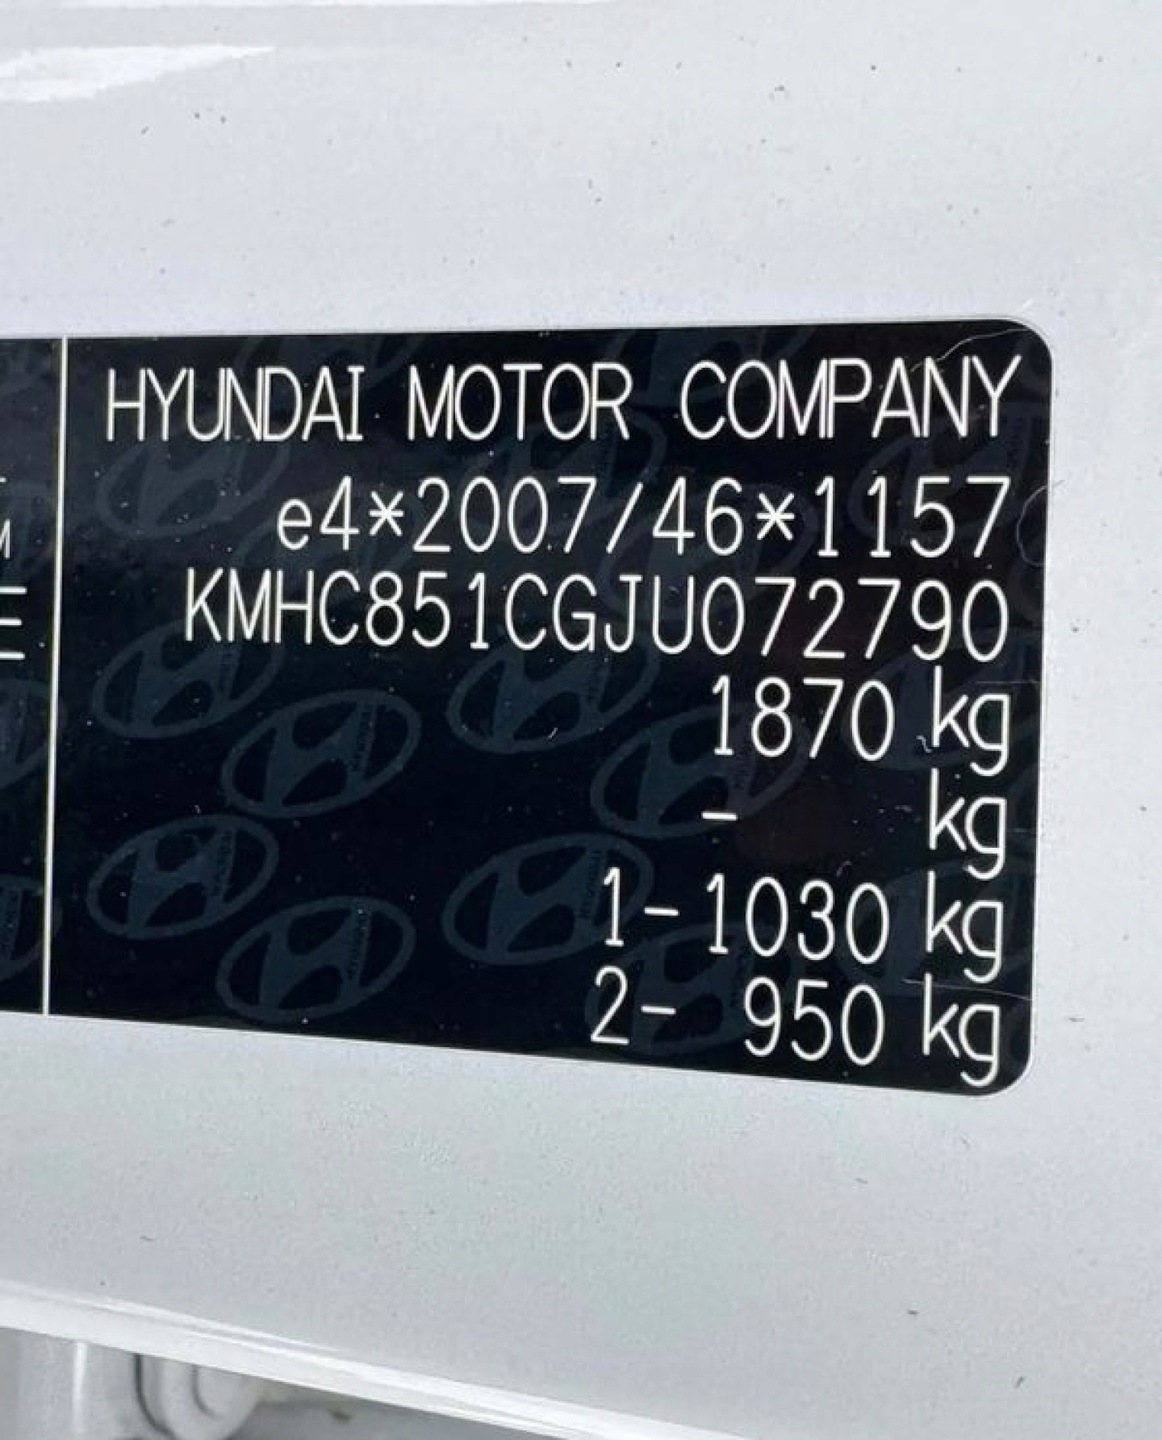 HYUNDAI MOTOR COMPANY
e4*2007/46*1157
KMHC851CGJU072790
1870 kg
- kg
1- 1030 kg
2- 950 kg